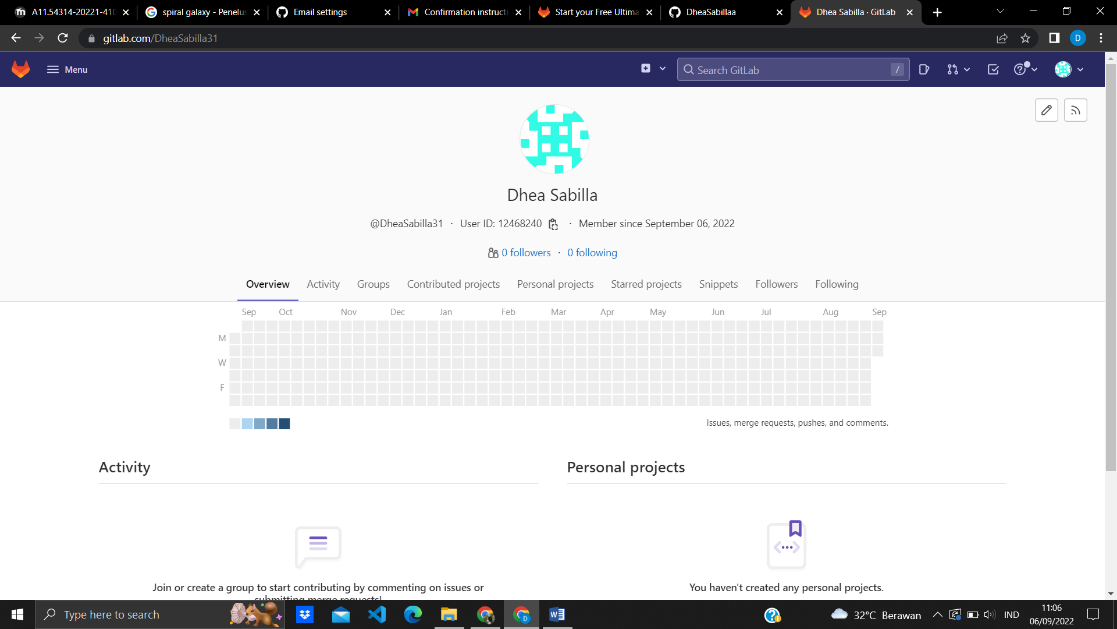 A11.54314-20221-410
spiral galaxy - Penelus
Email settings
Confirmation instructi
Start your Free Ultima
DheaSabillaa
Dhea Sabilla · GitLab
gitlab.com/DheaSabilla31
Menu
Search GitLab
/
Dhea Sabilla
@DheaSabilla31 · User ID: 12468240 · Member since September 06, 2022
0 followers · 0 following
Overview Activity Groups Contributed projects Personal projects Starred projects Snippets Followers Following
Sep Oct Nov Dec Jan Feb Mar Apr May Jun Jul Aug Sep
M
W
F
Issues, merge requests, pushes, and comments.
Activity
Personal projects
Join or create a group to start contributing by commenting on issues or
submitting merge requests!
You haven't created any personal projects.
Type here to search
32°C Berawan
IND
11:06
06/09/2022